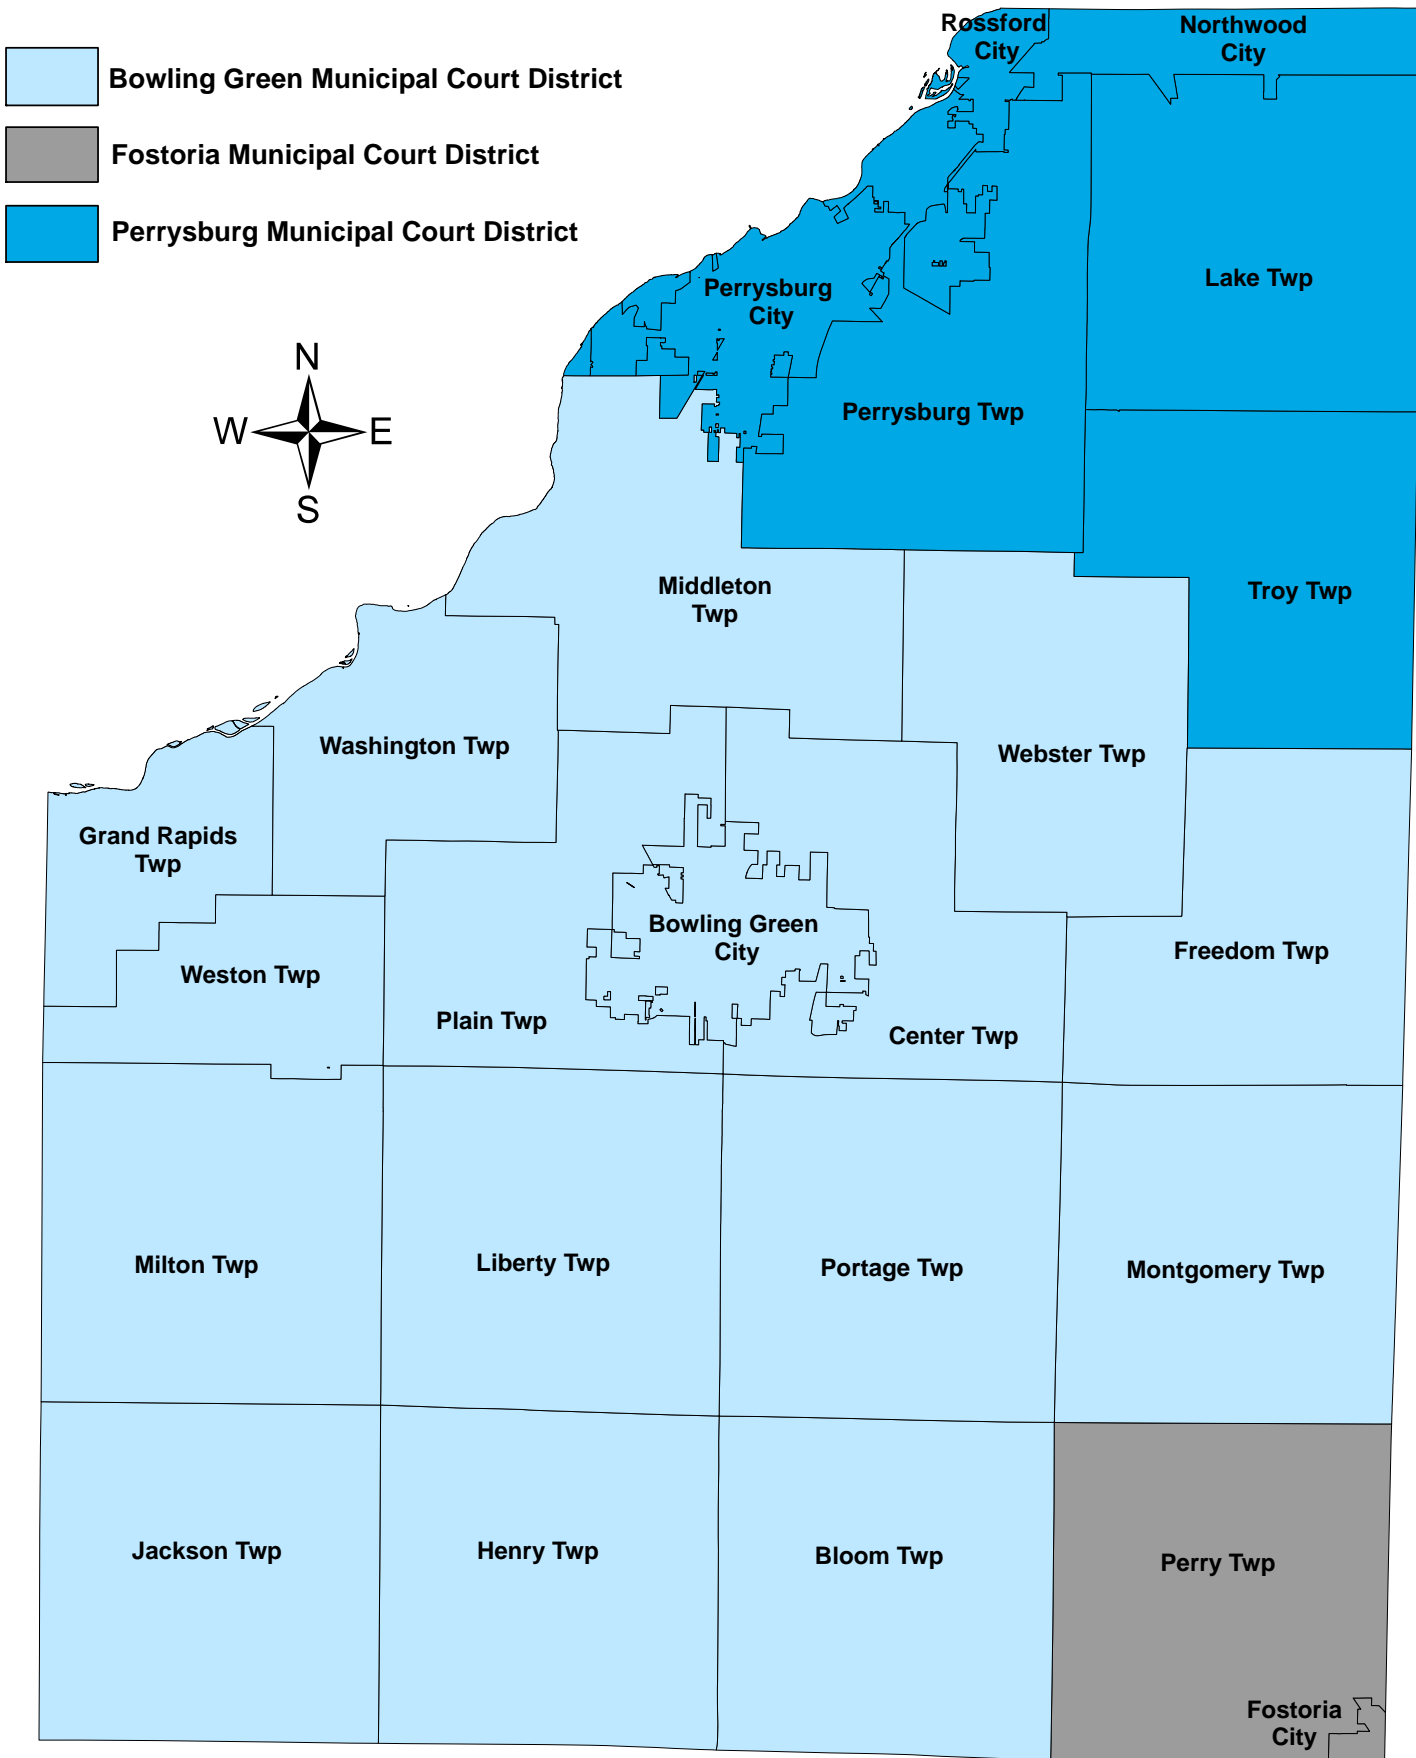 Bowling Green Municipal Court District
Fostoria Municipal Court District
Perrysburg Municipal Court District
N
W
E
S
Rossford
City
Northwood
City
Perrysburg
City
Lake Twp
Perrysburg Twp
Middleton
Twp
Troy Twp
Washington Twp
Webster Twp
Grand Rapids
Twp
Bowling Green
City
Freedom Twp
Weston Twp
Plain Twp
Center Twp
Milton Twp
Liberty Twp
Portage Twp
Montgomery Twp
Jackson Twp
Henry Twp
Bloom Twp
Perry Twp
Fostoria
City